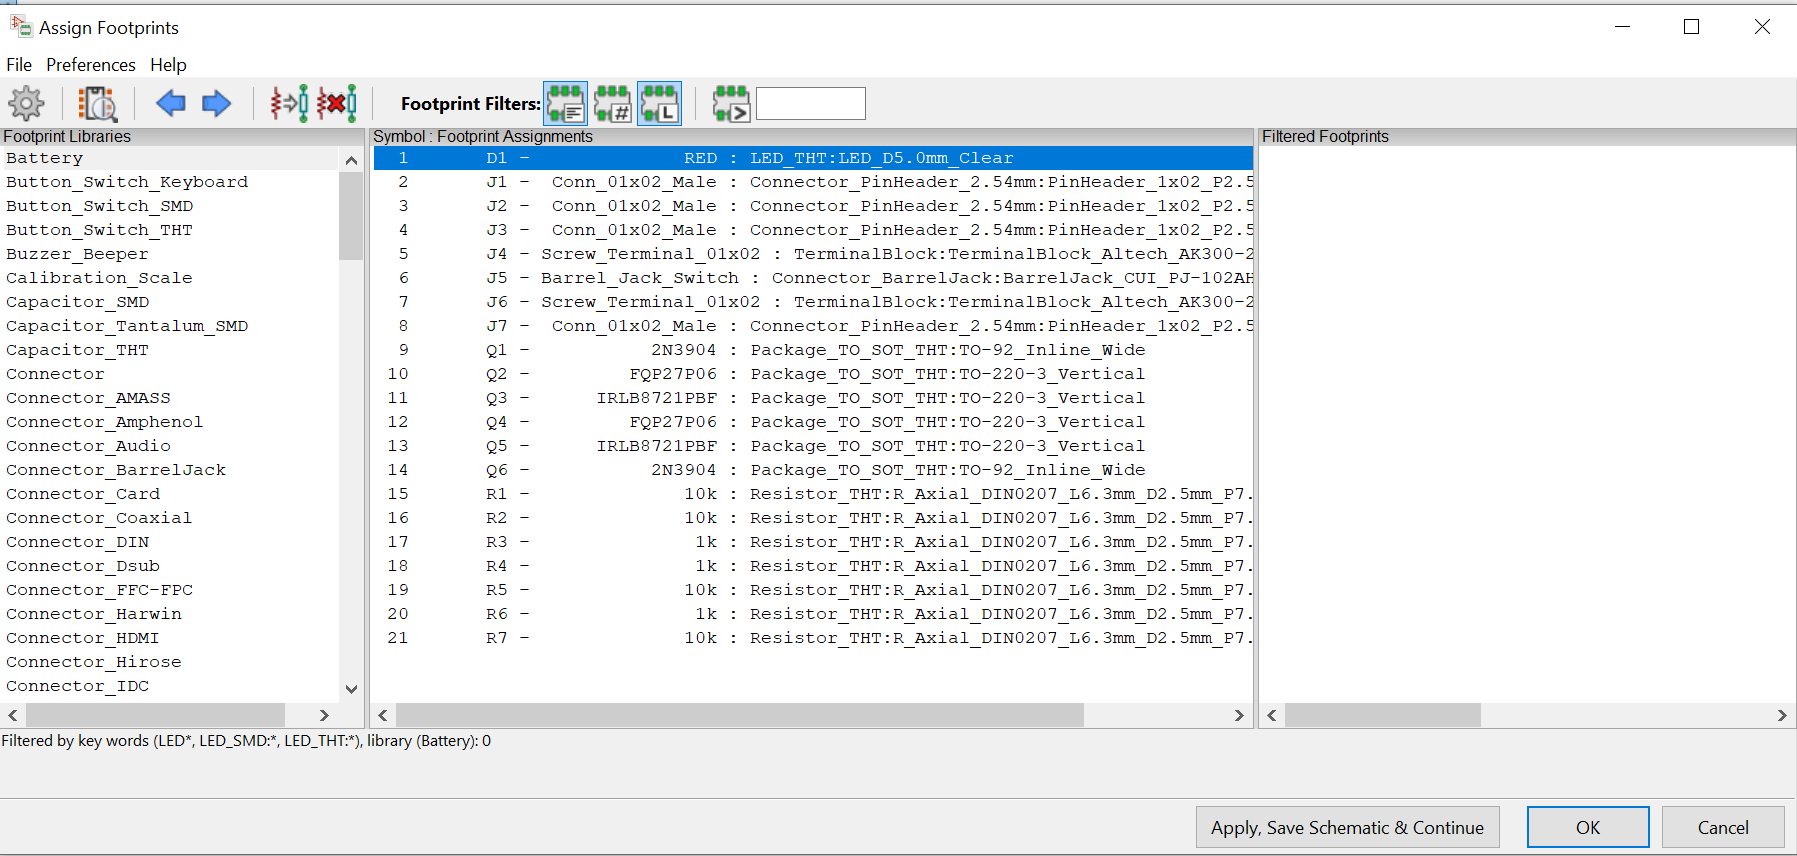 Assign Footprints
File Preferences Help
Footprint Filters:
Footprint Libraries
Battery
Button_Switch_Keyboard
Button_Switch_SMD
Button_Switch_THT
Buzzer_Beeper
Calibration_Scale
Capacitor_SMD
Capacitor_Tantalum_SMD
Capacitor_THT
Connector
Connector_AMASS
Connector_Amphenol
Connector_Audio
Connector_BarrelJack
Connector_Card
Connector_Coaxial
Connector_DIN
Connector_Dsub
Connector_FFC-FPC
Connector_Harwin
Connector_HDMI
Connector_Hirose
Connector_IDC
Symbol : Footprint Assignments
1 D1 - RED : LED_THT:LED_D5.0mm_Clear
2 J1 - Conn_01x02_Male : Connector_PinHeader_2.54mm:PinHeader_1x02_P2.5
3 J2 - Conn_01x02_Male : Connector_PinHeader_2.54mm:PinHeader_1x02_P2.5
4 J3 - Conn_01x02_Male : Connector_PinHeader_2.54mm:PinHeader_1x02_P2.5
5 J4 - Screw_Terminal_01x02 : TerminalBlock:TerminalBlock_Altech_AK300-2
6 J5 - Barrel_Jack_Switch : Connector_BarrelJack:BarrelJack_CUI_PJ-102AH
7 J6 - Screw_Terminal_01x02 : TerminalBlock:TerminalBlock_Altech_AK300-2
8 J7 - Conn_01x02_Male : Connector_PinHeader_2.54mm:PinHeader_1x02_P2.5
9 Q1 - 2N3904 : Package_TO_SOT_THT:TO-92_Inline_Wide
10 Q2 - FQP27P06 : Package_TO_SOT_THT:TO-220-3_Vertical
11 Q3 - IRLB8721PBF : Package_TO_SOT_THT:TO-220-3_Vertical
12 Q4 - FQP27P06 : Package_TO_SOT_THT:TO-220-3_Vertical
13 Q5 - IRLB8721PBF : Package_TO_SOT_THT:TO-220-3_Vertical
14 Q6 - 2N3904 : Package_TO_SOT_THT:TO-92_Inline_Wide
15 R1 - 10k : Resistor_THT:R_Axial_DIN0207_L6.3mm_D2.5mm_P7.
16 R2 - 10k : Resistor_THT:R_Axial_DIN0207_L6.3mm_D2.5mm_P7.
17 R3 - 1k : Resistor_THT:R_Axial_DIN0207_L6.3mm_D2.5mm_P7.
18 R4 - 1k : Resistor_THT:R_Axial_DIN0207_L6.3mm_D2.5mm_P7.
19 R5 - 10k : Resistor_THT:R_Axial_DIN0207_L6.3mm_D2.5mm_P7.
20 R6 - 1k : Resistor_THT:R_Axial_DIN0207_L6.3mm_D2.5mm_P7.
21 R7 - 10k : Resistor_THT:R_Axial_DIN0207_L6.3mm_D2.5mm_P7.
Filtered Footprints
Filtered by key words (LED*, LED_SMD:*, LED_THT:*), library (Battery): 0
Apply, Save Schematic & Continue
OK
Cancel